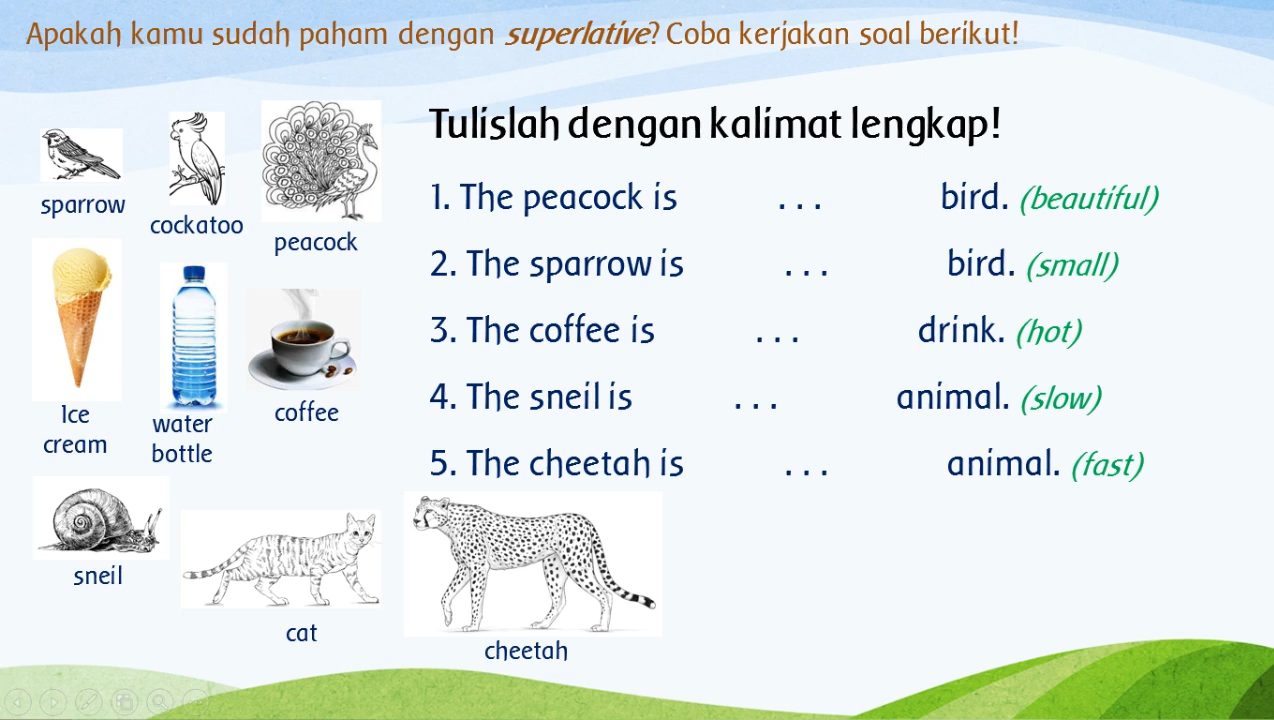 Apakah kamu sudah paham dengan superlative? Coba kerjakan soal berikut!
Tulislah dengan kalimat lengkap!
1. The peacock is ... bird. (beautiful)
2. The sparrow is ... bird. (small)
3. The coffee is ... drink. (hot)
4. The sneil is ... animal. (slow)
5. The cheetah is ... animal. (fast)
sparrow
cockatoo
peacock
Ice
cream
water
bottle
coffee
sneil
cat
cheetah